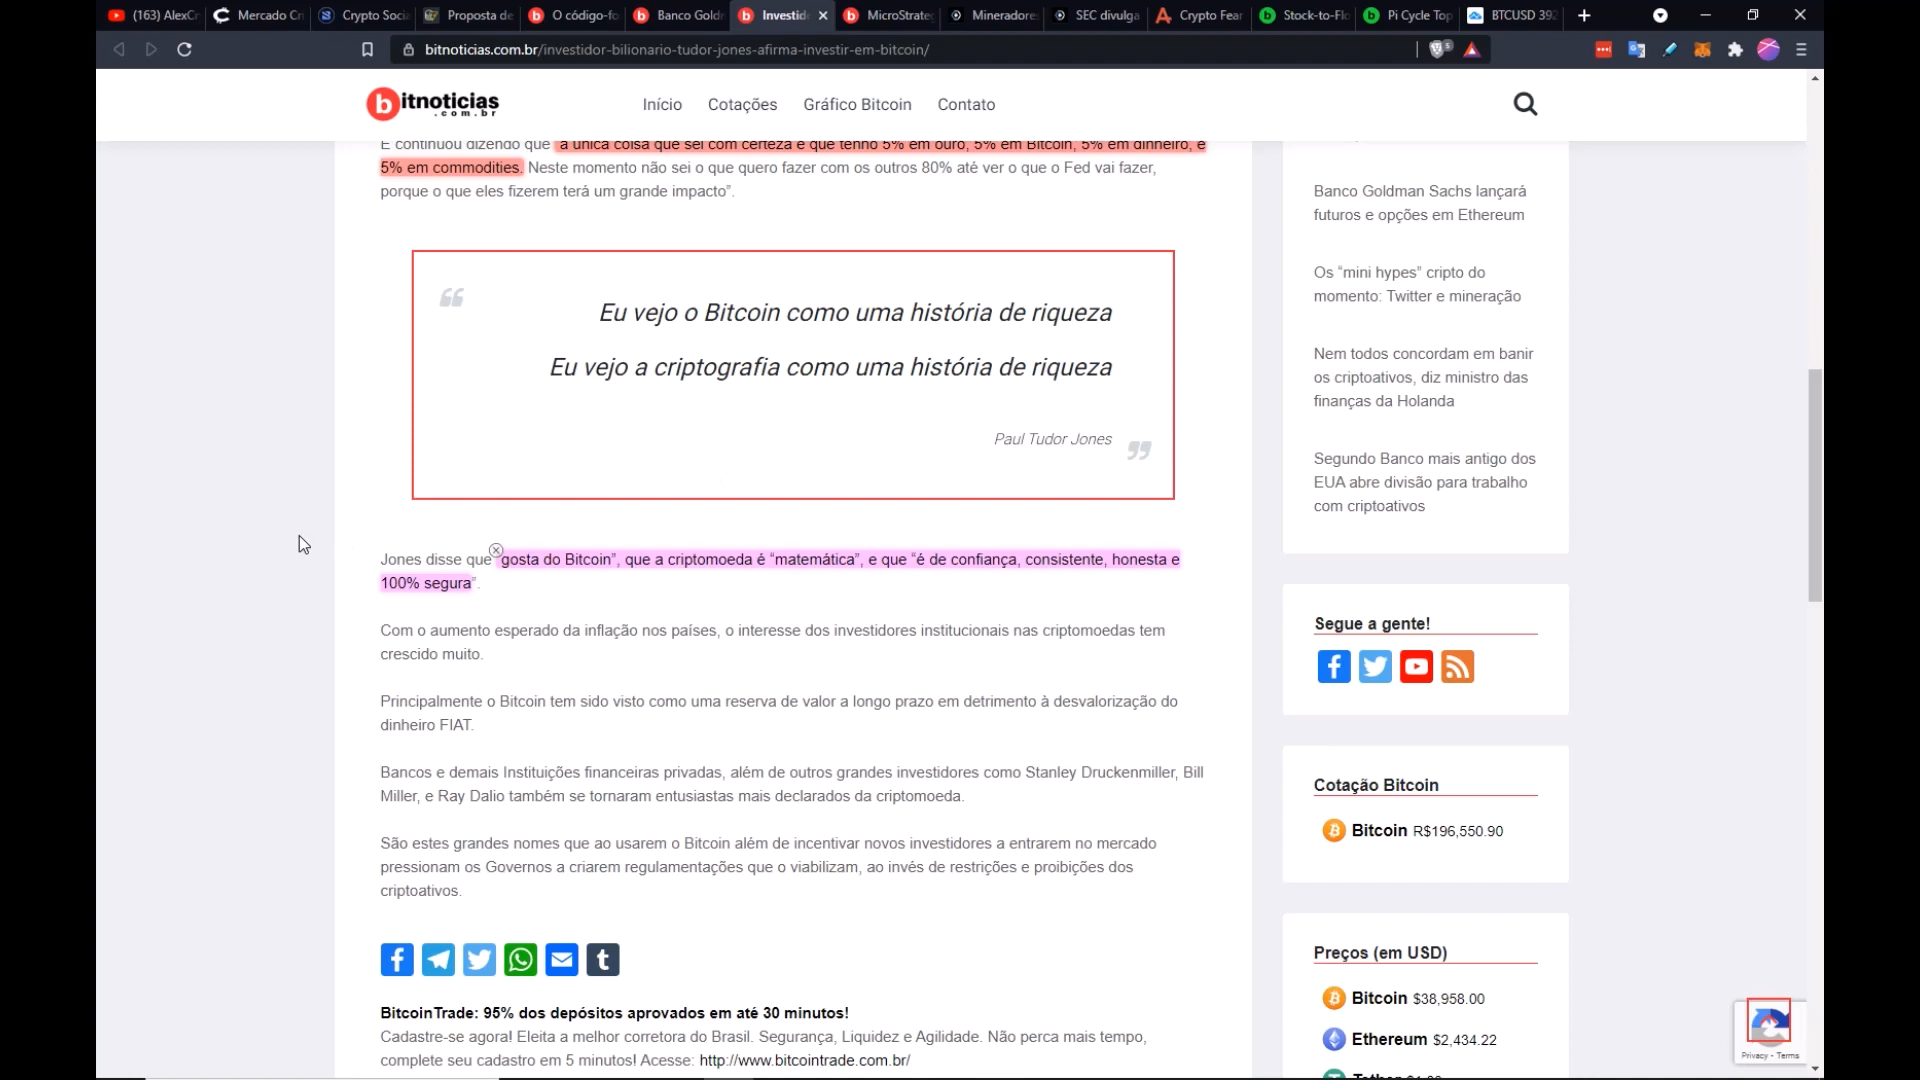 (163) AlexCr
Mercado Cri
Crypto Socia
Proposta de
O código-fo
Banco Goldm
Investid
MicroStrateg
Mineradores
SEC divulga
Crypto Fear
Stock-to-Flo
Pi Cycle Top
BTCUSD 392
bitnoticias.com.br/investidor-bilionario-tudor-jones-afirma-investir-em-bitcoin/
bitnoticias
.com.br
Início
Cotações
Gráfico Bitcoin
Contato
E continuou dizendo que "a única coisa que sei com certeza é que tenho 5% em ouro, 5% em Bitcoin, 5% em dinheiro, e
5% em commodities. Neste momento não sei o que quero fazer com os outros 80% até ver o que o Fed vai fazer,
porque o que eles fizerem terá um grande impacto”.
Eu vejo o Bitcoin como uma história de riqueza
Eu vejo a criptografia como uma história de riqueza
Paul Tudor Jones
Jones disse que “gosta do Bitcoin”, que a criptomoeda é “matemática”, e que “é de confiança, consistente, honesta e
100% segura”.
Com o aumento esperado da inflação nos países, o interesse dos investidores institucionais nas criptomoedas tem
crescido muito.
Principalmente o Bitcoin tem sido visto como uma reserva de valor a longo prazo em detrimento à desvalorização do
dinheiro FIAT.
Bancos e demais Instituições financeiras privadas, além de outros grandes investidores como Stanley Druckenmiller, Bill
Miller, e Ray Dalio também se tornaram entusiastas mais declarados da criptomoeda.
São estes grandes nomes que ao usarem o Bitcoin além de incentivar novos investidores a entrarem no mercado
pressionam os Governos a criarem regulamentações que o viabilizam, ao invés de restrições e proibições dos
criptoativos.
BitcoinTrade: 95% dos depósitos aprovados em até 30 minutos!
Cadastre-se agora! Eleita a melhor corretora do Brasil. Segurança, Liquidez e Agilidade. Não perca mais tempo,
complete seu cadastro em 5 minutos! Acesse: http://www.bitcointrade.com.br/
Banco Goldman Sachs lançará
futuros e opções em Ethereum
Os “mini hypes” cripto do
momento: Twitter e mineração
Nem todos concordam em banir
os criptoativos, diz ministro das
finanças da Holanda
Segundo Banco mais antigo dos
EUA abre divisão para trabalho
com criptoativos
Segue a gente!
Cotação Bitcoin
Bitcoin R$196,550.90
Preços (em USD)
Bitcoin $38,958.00
Ethereum $2,434.22
Privacy - Terms